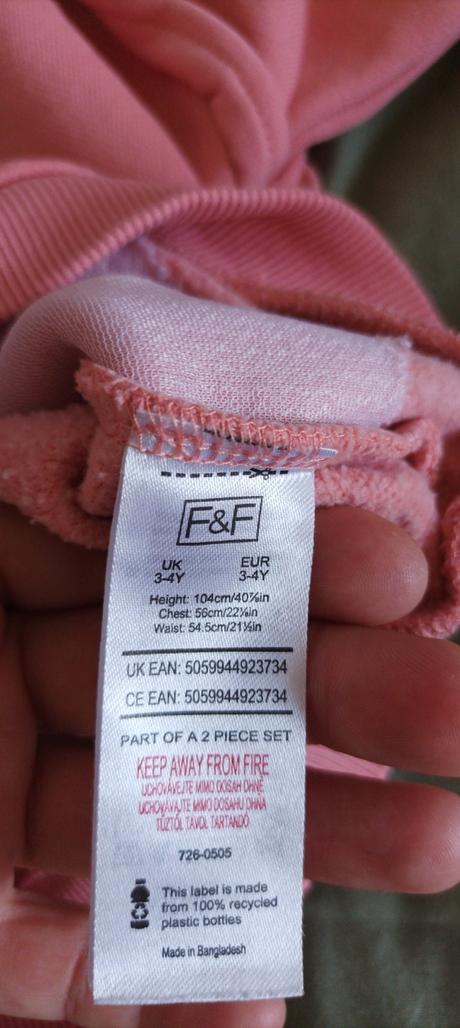 F&F
UK EUR
3-4Y 3-4Y
Height: 104cm/40⅞in
Chest: 56cm/22⅛in
Waist: 54.5cm/21½in
UK EAN: 5059944923734
CE EAN: 5059944923734
PART OF A 2 PIECE SET
KEEP AWAY FROM FIRE
UCHOVÁVEJTE MIMO DOSAH OHNĚ
UCHOVÁVAJTE MIMO DOSAHU OHŇA
TŰZTŐL TÁVOL TARTANDÓ
726-0505
This label is made
from 100% recycled
plastic bottles
Made in Bangladesh